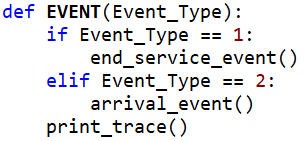 def EVENT(Event_Type):
    if Event_Type == 1:
        end_service_event()
    elif Event_Type == 2:
        arrival_event()
    print_trace()